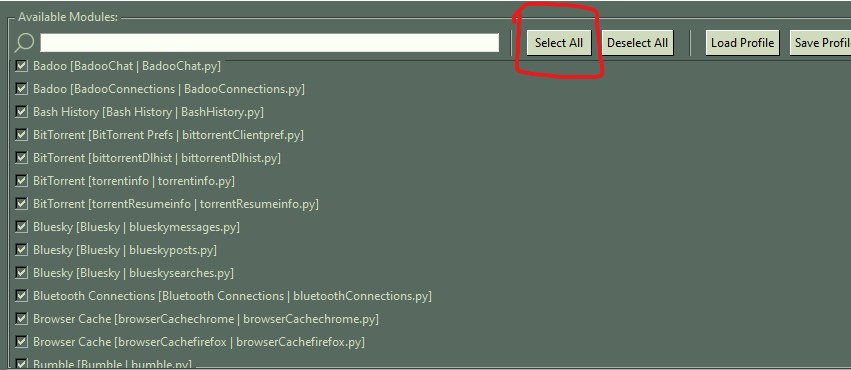 Available Modules:
Select All Deselect All Load Profile Save Profil
Badoo [BadooChat | BadooChat.py]
Badoo [BadooConnections | BadooConnections.py]
Bash History [Bash History | BashHistory.py]
BitTorrent [BitTorrent Prefs | bittorrentClientpref.py]
BitTorrent [bittorrentDlhist | bittorrentDlhist.py]
BitTorrent [torrentinfo | torrentinfo.py]
BitTorrent [torrentResumeinfo | torrentResumeinfo.py]
Bluesky [Bluesky | blueskymessages.py]
Bluesky [Bluesky | blueskyposts.py]
Bluesky [Bluesky | blueskysearches.py]
Bluetooth Connections [Bluetooth Connections | bluetoothConnections.py]
Browser Cache [browserCachechrome | browserCachechrome.py]
Browser Cache [browserCachefirefox | browserCachefirefox.py]
Bumble [Bumble | bumble.py]